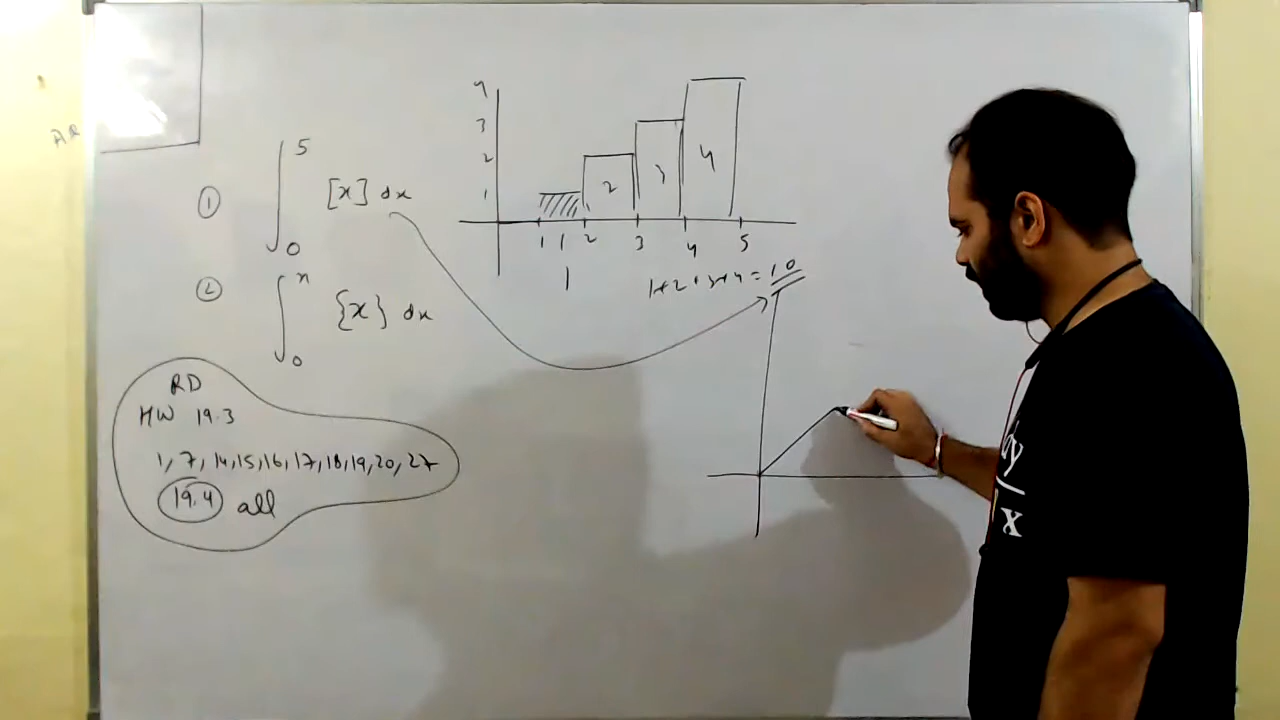 ① ∫₀⁵ [x] dx
② ∫₀ⁿ {x} dx
RD
HW 19.3
1, 7, 14, 15, 16, 17, 18, 19, 20, 27
19.4 all
4
3
2
1
2 3 4
1 1 2 3 4 5
1
1+2+3+4 = 10
dy
x